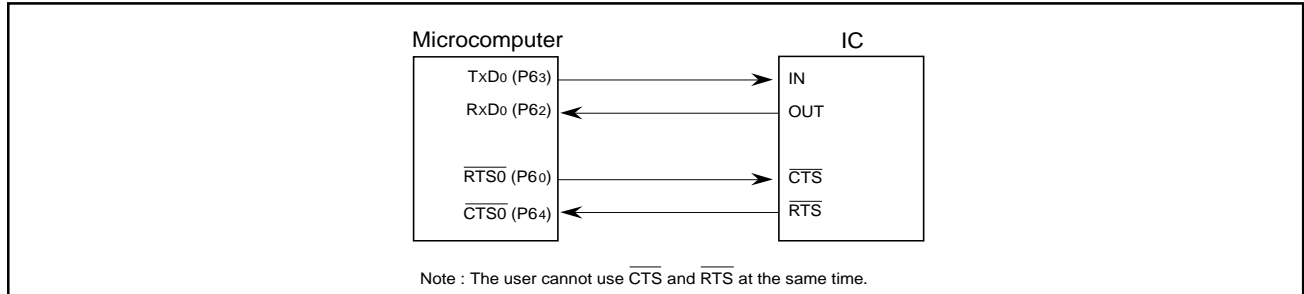 Microcomputer
IC
TxD0 (P63)
IN
RxD0 (P62)
OUT
RTS0 (P60)
CTS
CTS0 (P64)
RTS
Note : The user cannot use CTS and RTS at the same time.